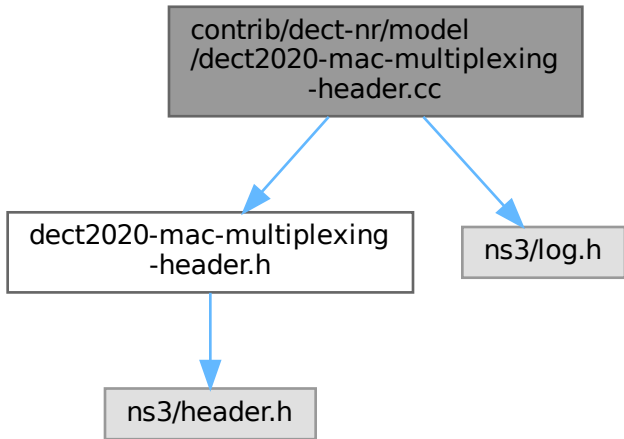 contrib/dect-nr/model
/dect2020-mac-multiplexing
-header.cc
dect2020-mac-multiplexing
-header.h
ns3/log.h
ns3/header.h